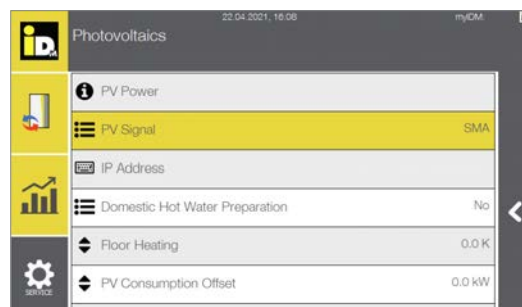 22.04.2021, 16:08
myIDM
iDM
Photovoltaics
PV Power
PV Signal SMA
IP Address
Domestic Hot Water Preparation No
Floor Heating 0.0 K
PV Consumption Offset 0.0 kW
SERVICE